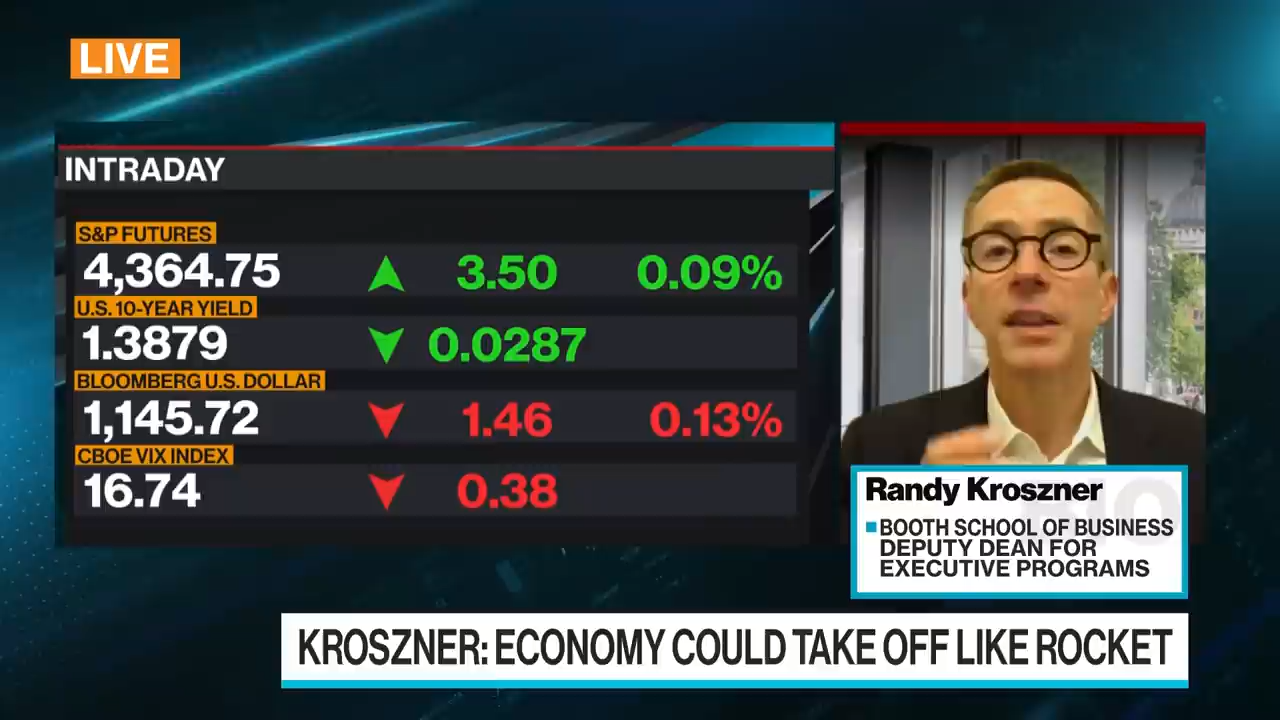 LIVE
INTRADAY
S&P FUTURES
4,364.75 3.50 0.09%
U.S. 10-YEAR YIELD
1.3879 0.0287
BLOOMBERG U.S. DOLLAR
1,145.72 1.46 0.13%
CBOE VIX INDEX
16.74 0.38
Randy Kroszner
BOOTH SCHOOL OF BUSINESS
DEPUTY DEAN FOR
EXECUTIVE PROGRAMS
KROSZNER: ECONOMY COULD TAKE OFF LIKE ROCKET